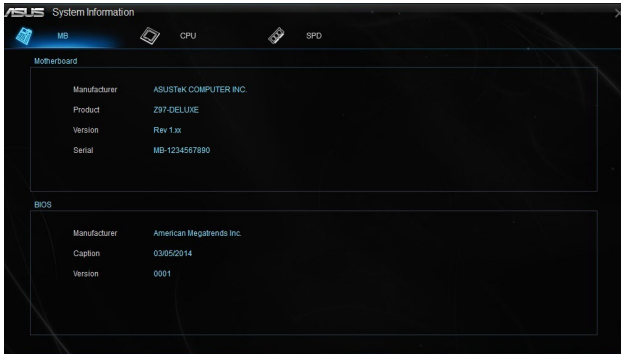 ASUS System Information
MB CPU SPD
Motherboard
Manufacturer ASUSTeK COMPUTER INC.
Product Z97-DELUXE
Version Rev 1.xx
Serial MB-1234567890
BIOS
Manufacturer American Megatrends Inc.
Caption 03/05/2014
Version 0001